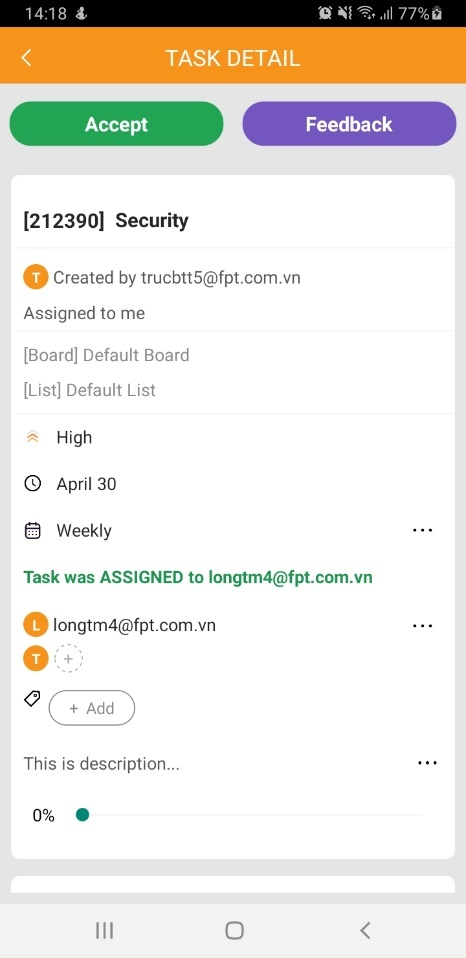 14:18 77%
TASK DETAIL
Accept Feedback
[212390] Security
T Created by trucbtt5@fpt.com.vn
Assigned to me
[Board] Default Board
[List] Default List
High
April 30
Weekly
Task was ASSIGNED to longtm4@fpt.com.vn
L longtm4@fpt.com.vn
T +
+ Add
This is description...
0%